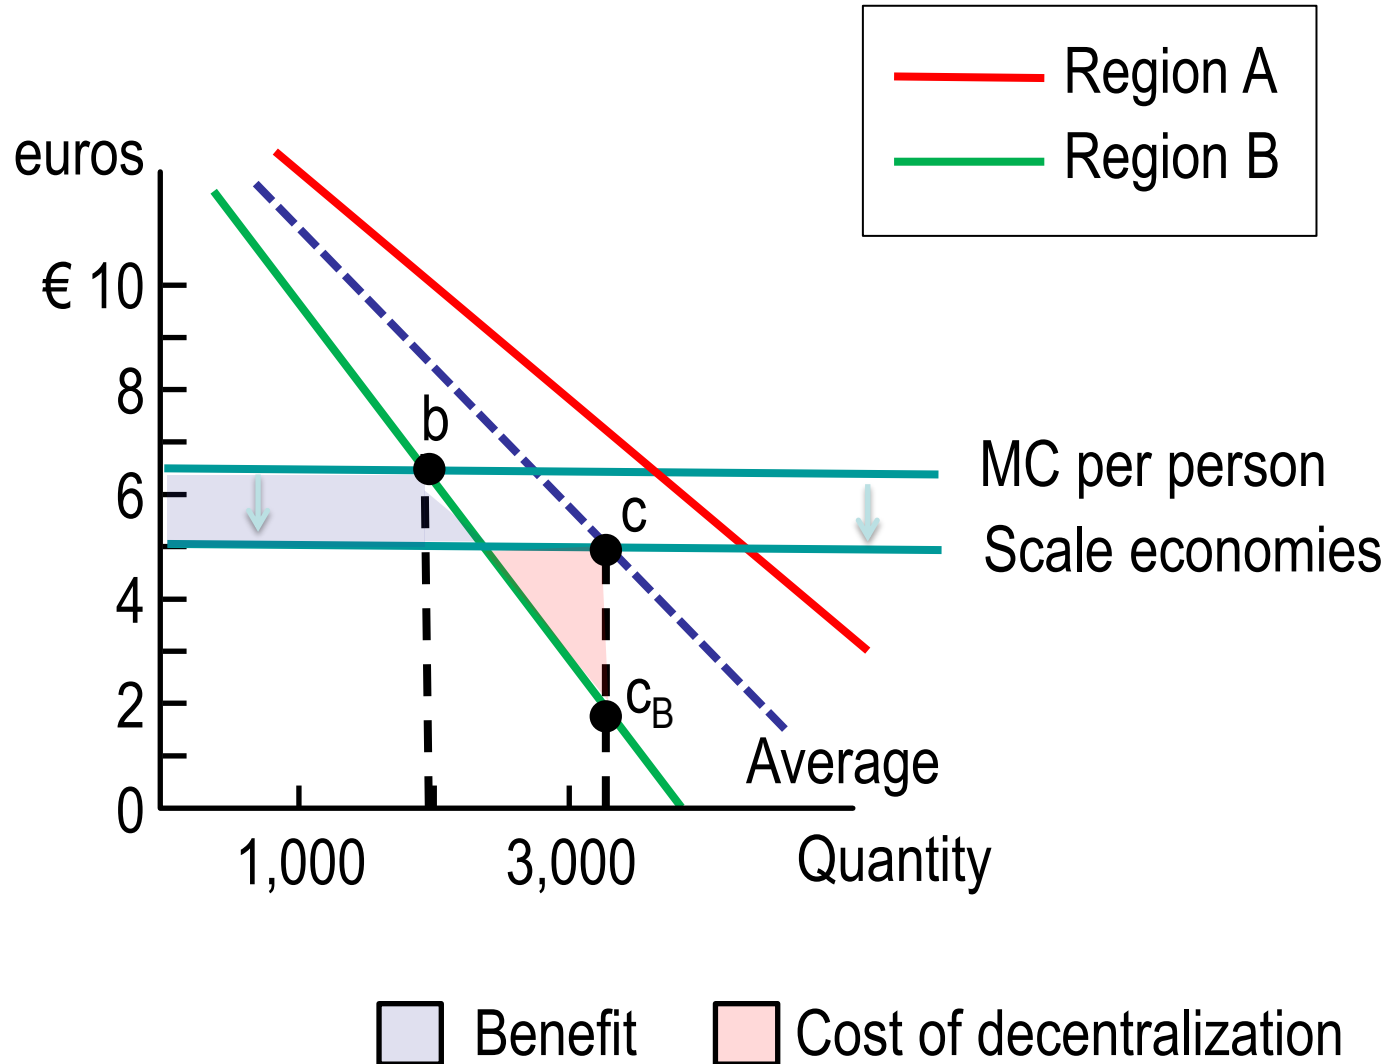 Region A
Region B
euros
€ 10
8
6
4
2
0
b
c
cB
MC per person
Scale economies
Average
1,000
3,000
Quantity
Benefit
Cost of decentralization